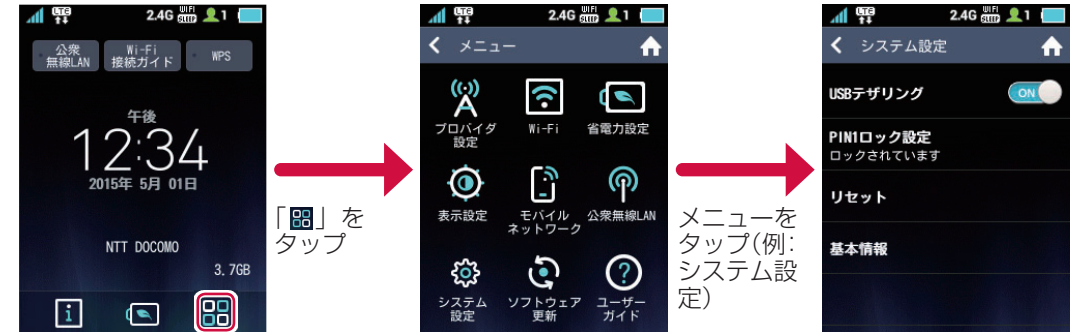 LTE 2.4G WiFi SLEEP 1
公衆
無線LAN
Wi-Fi
接続ガイド
WPS
午後
12:34
2015年 5月 01日
NTT DOCOMO
3.7GB
「」を
タップ
LTE 2.4G WiFi SLEEP 1
メニュー
プロバイダ
設定
Wi-Fi
省電力設定
表示設定
モバイル
ネットワーク
公衆無線LAN
システム
設定
ソフトウェア
更新
ユーザー
ガイド
メニューを
タップ(例:
システム設
定)
LTE 2.4G WiFi SLEEP 1
システム設定
USBテザリング
ON
PIN1ロック設定
ロックされています
リセット
基本情報